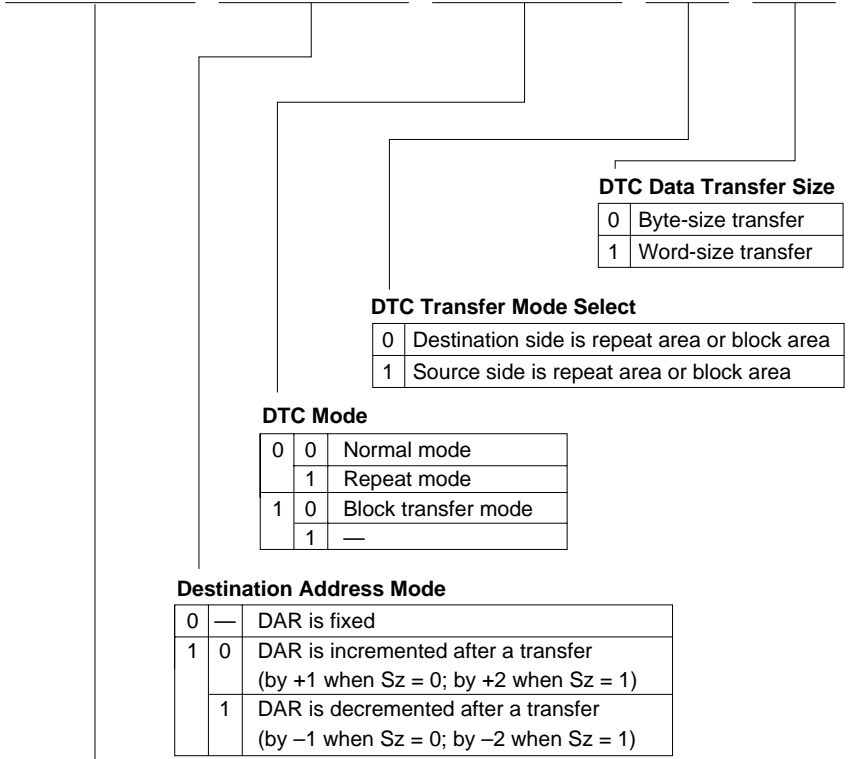 DTC Data Transfer Size
0 Byte-size transfer
1 Word-size transfer
DTC Transfer Mode Select
0 Destination side is repeat area or block area
1 Source side is repeat area or block area
DTC Mode
0 0 Normal mode
1 Repeat mode
1 0 Block transfer mode
1 —
Destination Address Mode
0 — DAR is fixed
1 0 DAR is incremented after a transfer
(by +1 when Sz = 0; by +2 when Sz = 1)
1 DAR is decremented after a transfer
(by –1 when Sz = 0; by –2 when Sz = 1)